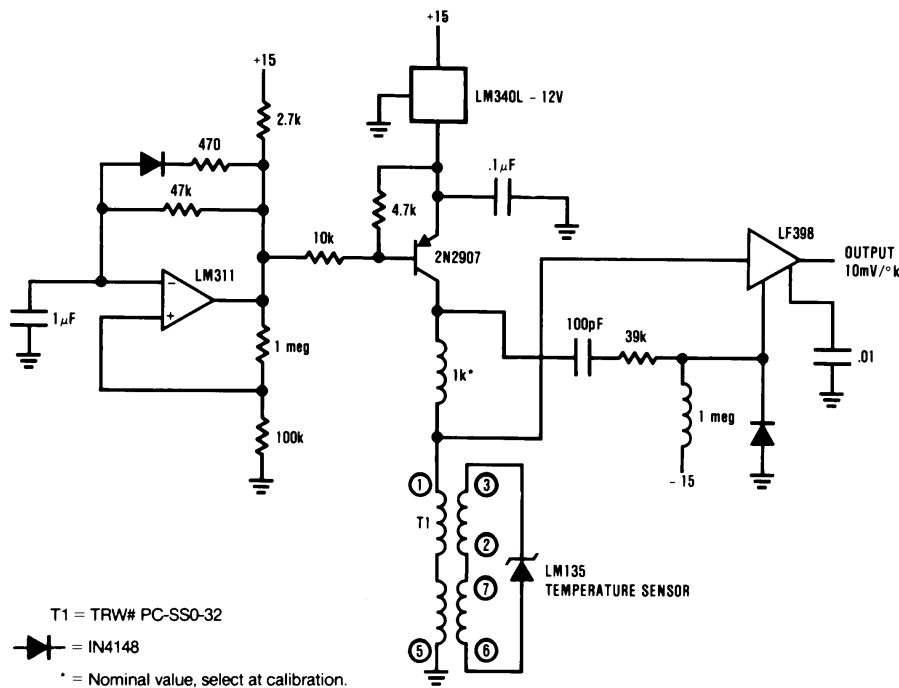 +15
+15
LM340L – 12V
2.7k
470
.1μF
47k
4.7k
10k
LF398
OUTPUT
10mV/°k
2N2907
LM311
–
+
1μF
100pF
39k
.01
1 meg
1k*
1 meg
100k
– 15
1
3
T1
2
LM135
TEMPERATURE SENSOR
7
5
6
T1 = TRW# PC-SS0-32
= IN4148
* = Nominal value, select at calibration.